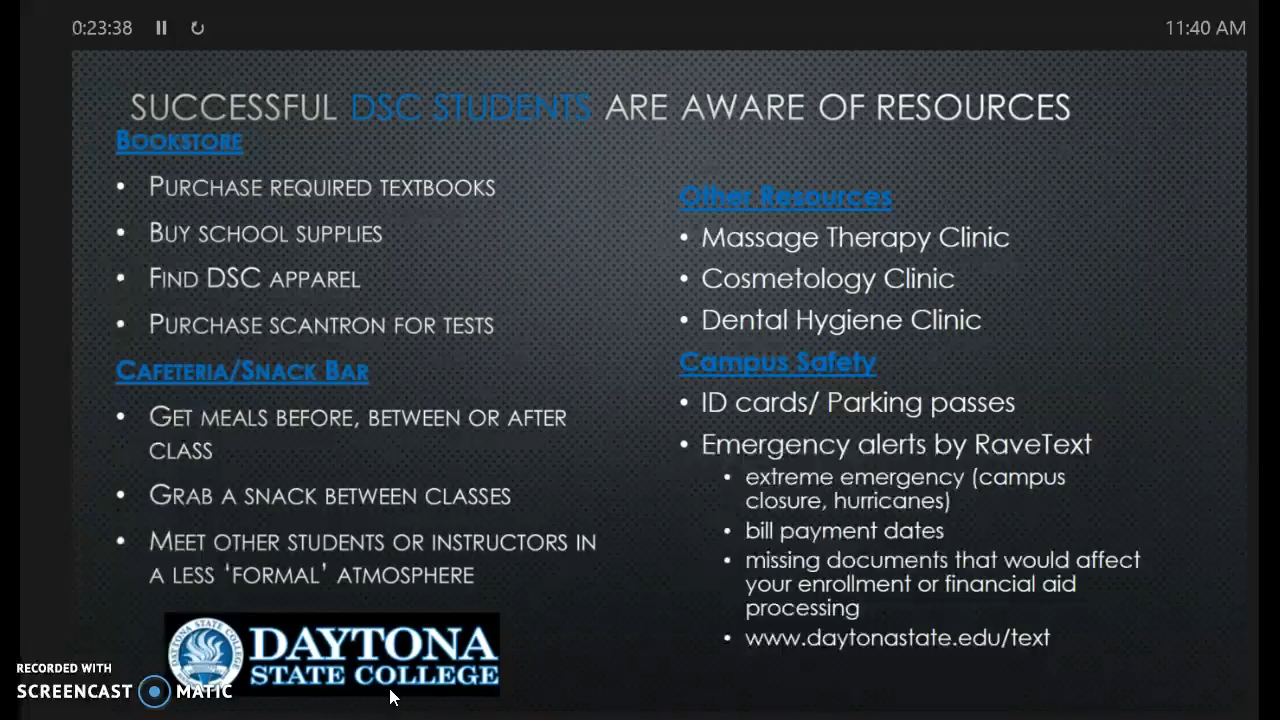 0:23:38
11:40 AM
SUCCESSFUL DSC STUDENTS ARE AWARE OF RESOURCES
BOOKSTORE
• PURCHASE REQUIRED TEXTBOOKS
• BUY SCHOOL SUPPLIES
• FIND DSC APPAREL
• PURCHASE SCANTRON FOR TESTS
CAFETERIA/SNACK BAR
• GET MEALS BEFORE, BETWEEN OR AFTER
CLASS
• GRAB A SNACK BETWEEN CLASSES
• MEET OTHER STUDENTS OR INSTRUCTORS IN
A LESS ‘FORMAL’ ATMOSPHERE
Other Resources
• Massage Therapy Clinic
• Cosmetology Clinic
• Dental Hygiene Clinic
Campus Safety
• ID cards/ Parking passes
• Emergency alerts by RaveText
• extreme emergency (campus
closure, hurricanes)
• bill payment dates
• missing documents that would affect
your enrollment or financial aid
processing
• www.daytonastate.edu/text
DAYTONA STATE COLLEGE
DAYTONA
STATE COLLEGE
RECORDED WITH
SCREENCAST MATIC